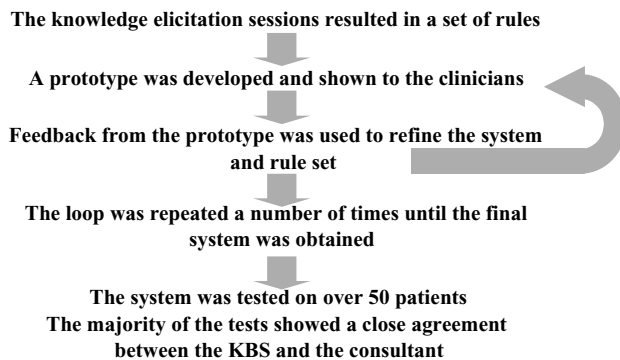 The knowledge elicitation sessions resulted in a set of rules
A prototype was developed and shown to the clinicians
Feedback from the prototype was used to refine the system
and rule set
The loop was repeated a number of times until the final
system was obtained
The system was tested on over 50 patients
The majority of the tests showed a close agreement
between the KBS and the consultant